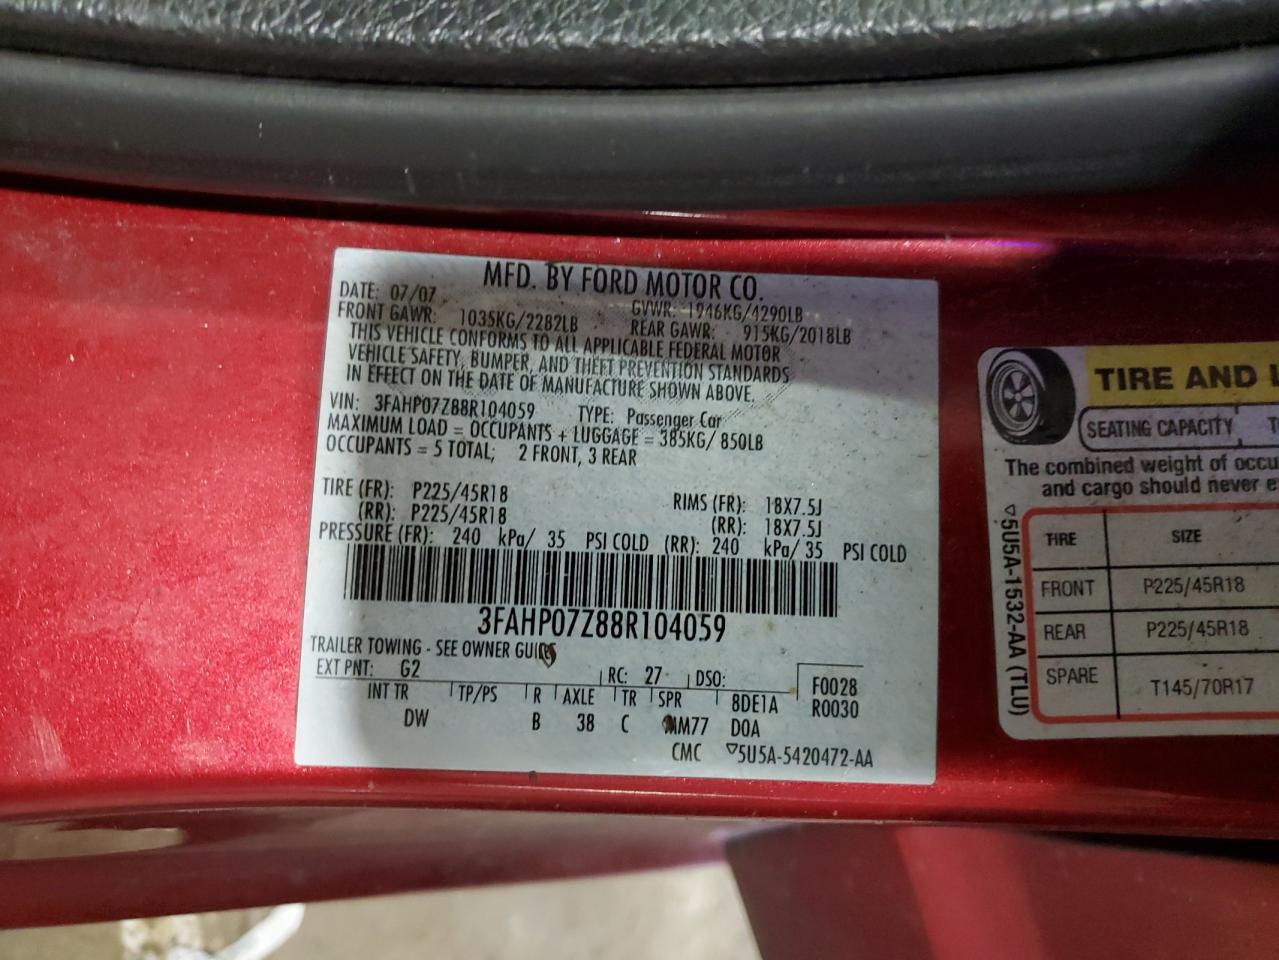 MFD. BY FORD MOTOR CO.
DATE: 07/07 GVWR: 1946KG/4290LB
FRONT GAWR: 1035KG/2282LB REAR GAWR: 915KG/2018LB
THIS VEHICLE CONFORMS TO ALL APPLICABLE FEDERAL MOTOR
VEHICLE SAFETY, BUMPER, AND THEFT PREVENTION STANDARDS
IN EFFECT ON THE DATE OF MANUFACTURE SHOWN ABOVE.
VIN: 3FAHP07Z88R104059 TYPE: Passenger Car
MAXIMUM LOAD = OCCUPANTS + LUGGAGE = 385KG/ 850LB
OCCUPANTS = 5 TOTAL; 2 FRONT, 3 REAR
TIRE (FR): P225/45R18 RIMS (FR): 18X7.5J
(RR): P225/45R18 (RR): 18X7.5J
PRESSURE (FR): 240 kPa/ 35 PSI COLD (RR): 240 kPa/ 35 PSI COLD
3FAHP07Z88R104059
TRAILER TOWING - SEE OWNER GUIDE
EXT PNT: G2 RC: 27 DSO: F0028
INT TR TP/PS R AXLE TR SPR 8DE1A R0030
DW B 38 C MM77 D0A
CMC ▽5U5A-5420472-AA
TIRE AND
SEATING CAPACITY
The combined weight of
and cargo should never
▽5U5A-1532-AA (TLU)
TIRE SIZE
FRONT P225/45R18
REAR P225/45R18
SPARE T145/70R17